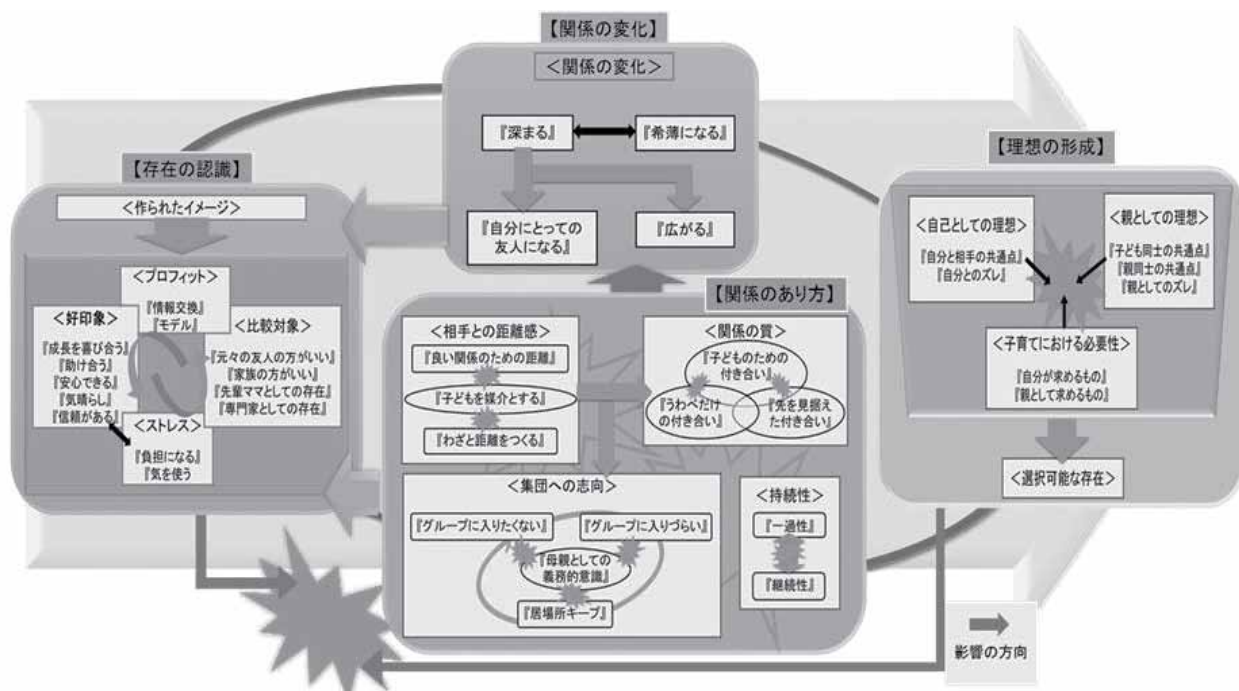 【関係の変化】
＜関係の変化＞
『深まる』
『希薄になる』
『自分にとっての
友人になる』
『広がる』
【存在の認識】
＜作られたイメージ＞
＜プロフィット＞
『情報交換』
『モデル』
＜好印象＞
『成長を喜び合う』
『助け合う』
『安心できる』
『気晴らし』
『信頼がある』
＜比較対象＞
『元々の友人の方がいい』
『家族の方がいい』
『先輩ママとしての存在』
『専門家としての存在』
＜ストレス＞
『負担になる』
『気を使う
【関係のあり方】
＜相手との距離感＞
『良い関係のための距離』
『子どもを媒介とする』
『わざと距離をつくる』
＜関係の質＞
『子どものための
付き合い』
『うわべだけ
の付き合い』
『先を見据え
た付き合い』
＜集団への志向＞
『グループに入りたくない』
『グループに入りづらい』
『母親としての
義務的意識』
『居場所キープ』
＜持続性＞
『一過性』
『継続性』
【理想の形成】
＜自己としての理想＞
『自分と相手の共通点』
『自分とのズレ』
＜親としての理想＞
『子ども同士の共通点』
『親同士の共通点』
『親としてのズレ』
＜子育てにおける必要性＞
『自分が求めるもの』
『親として求めるもの』
＜選択可能な存在＞
影響の方向